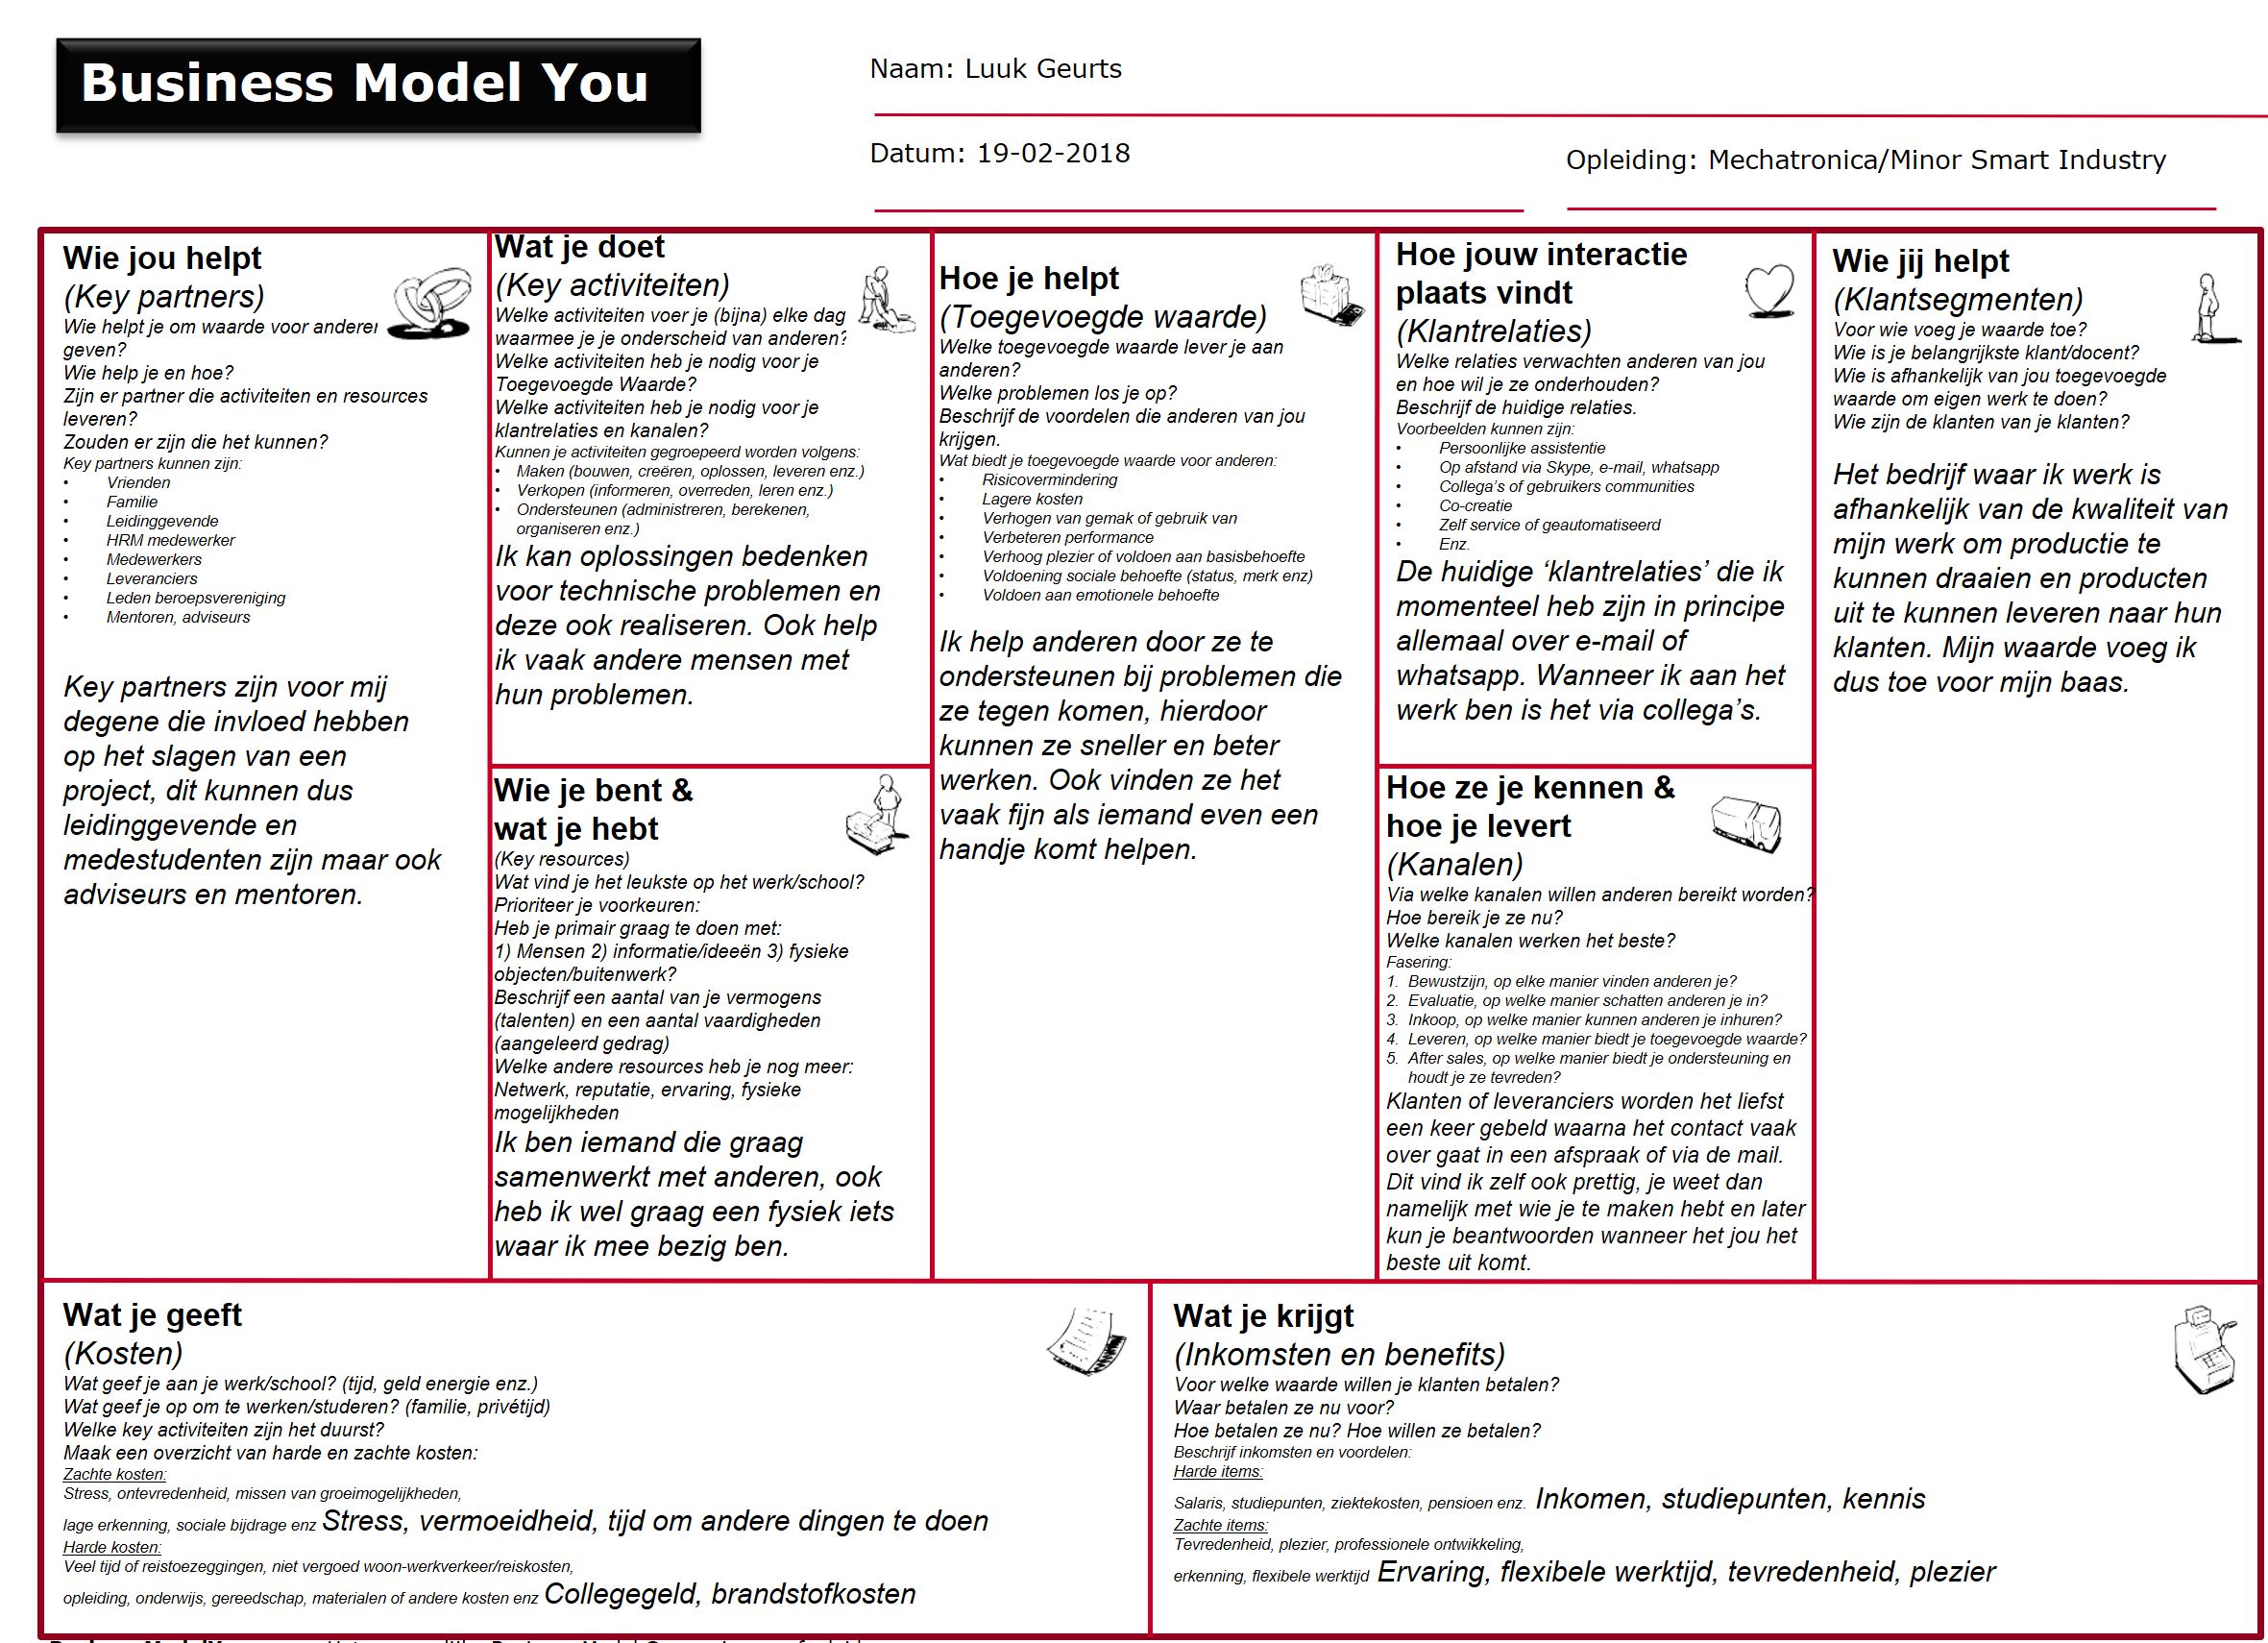 Business Model You
Naam: Luuk Geurts
Datum: 19-02-2018
Opleiding: Mechatronica/Minor Smart Industry
Wie jou helpt
(Key partners)
Wie helpt je om waarde voor anderen
geven?
Wie help je en hoe?
Zijn er partner die activiteiten en resources
leveren?
Zouden er zijn die het kunnen?
Key partners kunnen zijn:
• Vrienden
• Familie
• Leidinggevende
• HRM medewerker
• Medewerkers
• Leveranciers
• Leden beroepsvereniging
• Mentoren, adviseurs
Key partners zijn voor mij
degene die invloed hebben
op het slagen van een
project, dit kunnen dus
leidinggevende en
medestudenten zijn maar ook
adviseurs en mentoren.
Wat je doet
(Key activiteiten)
Welke activiteiten voer je (bijna) elke dag
waarmee je je onderscheid van anderen?
Welke activiteiten heb je nodig voor je
Toegevoegde Waarde?
Welke activiteiten heb je nodig voor je
klantrelaties en kanalen?
Kunnen je activiteiten gegroepeerd worden volgens:
• Maken (bouwen, creëren, oplossen, leveren enz.)
• Verkopen (informeren, overreden, leren enz.)
• Ondersteunen (administreren, berekenen,
organiseren enz.)
Ik kan oplossingen bedenken
voor technische problemen en
deze ook realiseren. Ook help
ik vaak andere mensen met
hun problemen.
Wie je bent &
wat je hebt
(Key resources)
Wat vind je het leukste op het werk/school?
Prioriteer je voorkeuren:
Heb je primair graag te doen met:
1) Mensen 2) informatie/ideeën 3) fysieke
objecten/buitenwerk?
Beschrijf een aantal van je vermogens
(talenten) en een aantal vaardigheden
(aangeleerd gedrag)
Welke andere resources heb je nog meer:
Netwerk, reputatie, ervaring, fysieke
mogelijkheden
Ik ben iemand die graag
samenwerkt met anderen, ook
heb ik wel graag een fysiek iets
waar ik mee bezig ben.
Hoe je helpt
(Toegevoegde waarde)
Welke toegevoegde waarde lever je aan
anderen?
Welke problemen los je op?
Beschrijf de voordelen die anderen van jou
krijgen.
Wat biedt je toegevoegde waarde voor anderen:
• Risicovermindering
• Lagere kosten
• Verhogen van gemak of gebruik van
• Verbeteren performance
• Verhoog plezier of voldoen aan basisbehoefte
• Voldoening sociale behoefte (status, merk enz)
• Voldoen aan emotionele behoefte
Ik help anderen door ze te
ondersteunen bij problemen die
ze tegen komen, hierdoor
kunnen ze sneller en beter
werken. Ook vinden ze het
vaak fijn als iemand even een
handje komt helpen.
Hoe jouw interactie
plaats vindt
(Klantrelaties)
Welke relaties verwachten anderen van jou
en hoe wil je ze onderhouden?
Beschrijf de huidige relaties.
Voorbeelden kunnen zijn:
• Persoonlijke assistentie
• Op afstand via Skype, e-mail, whatsapp
• Collega's of gebruikers communities
• Co-creatie
• Zelf service of geautomatiseerd
• Enz.
De huidige ‘klantrelaties’ die ik
momenteel heb zijn in principe
allemaal over e-mail of
whatsapp. Wanneer ik aan het
werk ben is het via collega’s.
Hoe ze je kennen &
hoe je levert
(Kanalen)
Via welke kanalen willen anderen bereikt worden?
Hoe bereik je ze nu?
Welke kanalen werken het beste?
Fasering:
1. Bewustzijn, op elke manier vinden anderen je?
2. Evaluatie, op welke manier schatten anderen je in?
3. Inkoop, op welke manier kunnen anderen je inhuren?
4. Leveren, op welke manier biedt je toegevoegde waarde?
5. After sales, op welke manier biedt je ondersteuning en
houdt je ze tevreden?
Klanten of leveranciers worden het liefst
een keer gebeld waarna het contact vaak
over gaat in een afspraak of via de mail.
Dit vind ik zelf ook prettig, je weet dan
namelijk met wie je te maken hebt en later
kun je beantwoorden wanneer het jou het
beste uit komt.
Wie jij helpt
(Klantsegmenten)
Voor wie voeg je waarde toe?
Wie is je belangrijkste klant/docent?
Wie is afhankelijk van jou toegevoegde
waarde om eigen werk te doen?
Wie zijn de klanten van je klanten?
Het bedrijf waar ik werk is
afhankelijk van de kwaliteit van
mijn werk om productie te
kunnen draaien en producten
uit te kunnen leveren naar hun
klanten. Mijn waarde voeg ik
dus toe voor mijn baas.
Wat je geeft
(Kosten)
Wat geef je aan je werk/school? (tijd, geld energie enz.)
Wat geef je op om te werken/studeren? (familie, privétijd)
Welke key activiteiten zijn het duurst?
Maak een overzicht van harde en zachte kosten:
Zachte kosten:
Stress, ontevredenheid, missen van groeimogelijkheden,
lage erkenning, sociale bijdrage enz Stress, vermoeidheid, tijd om andere dingen te doen
Harde kosten:
Veel tijd of reistoezeggingen, niet vergoed woon-werkverkeer/reiskosten,
opleiding, onderwijs, gereedschap, materialen of andere kosten enz Collegegeld, brandstofkosten
Wat je krijgt
(Inkomsten en benefits)
Voor welke waarde willen je klanten betalen?
Waar betalen ze nu voor?
Hoe betalen ze nu? Hoe willen ze betalen?
Beschrijf inkomsten en voordelen:
Harde items:
Salaris, studiepunten, ziektekosten, pensioen enz. Inkomen, studiepunten, kennis
Zachte items:
Tevredenheid, plezier, professionele ontwikkeling,
erkenning, flexibele werktijd Ervaring, flexibele werktijd, tevredenheid, plezier